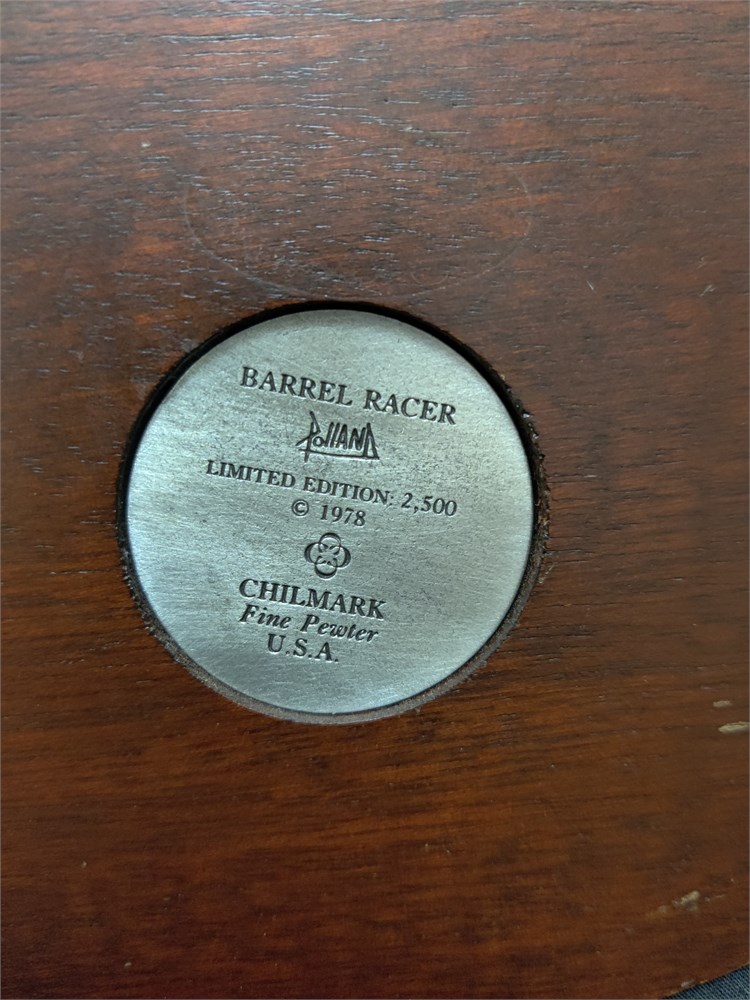 BARREL RACER
Polland
LIMITED EDITION: 2,500
© 1978
CHILMARK
Fine Pewter
U.S.A.